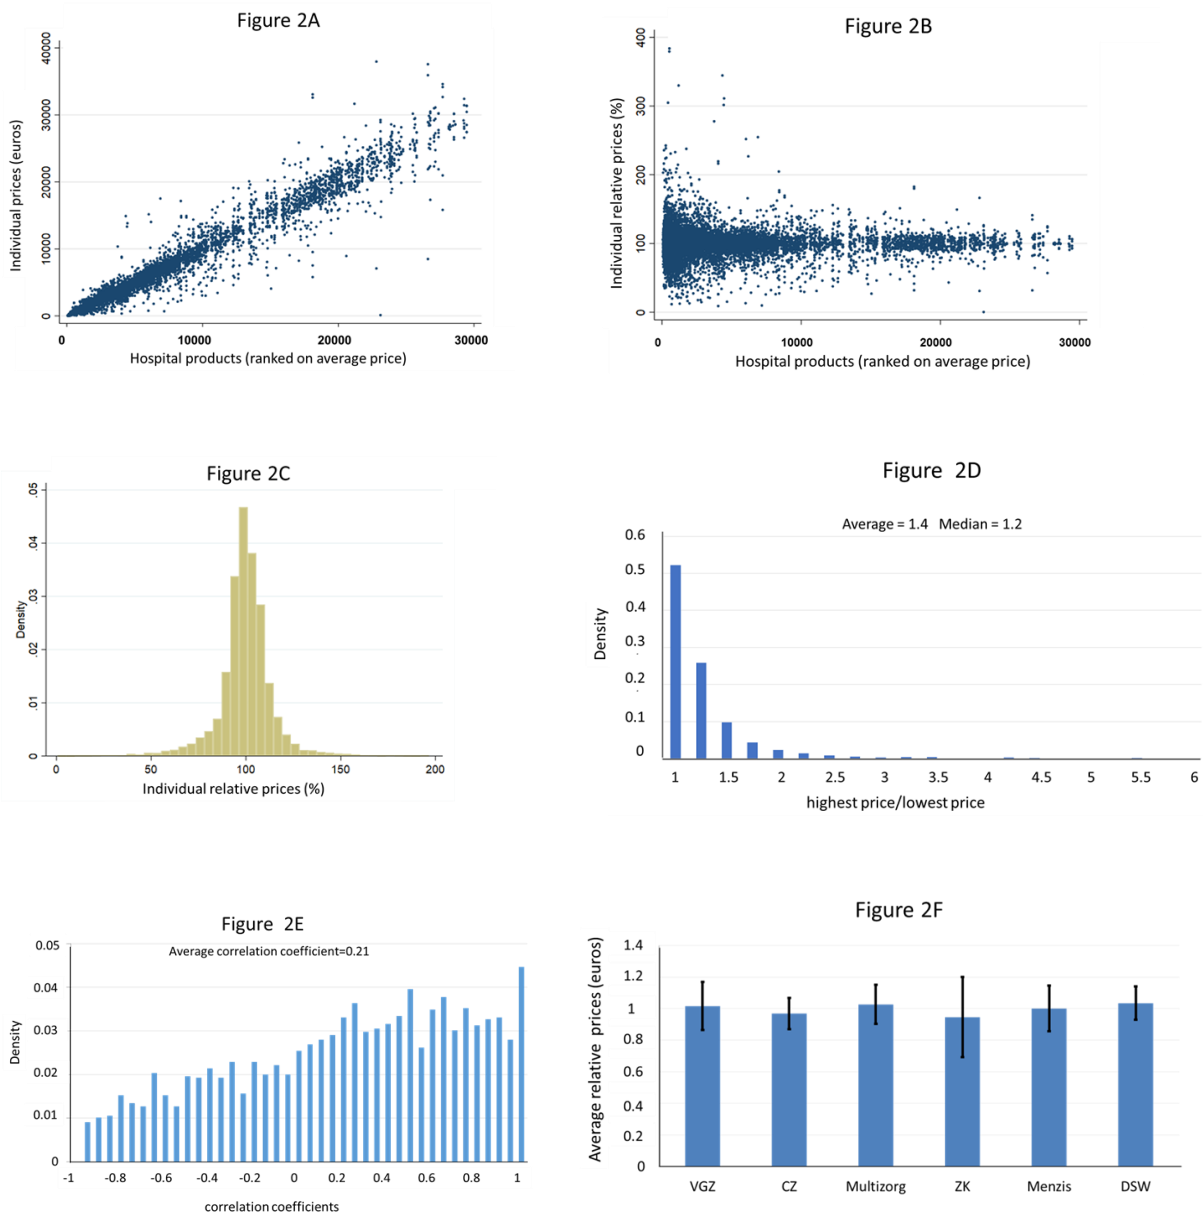 Figure 2A
Individual prices (euros)
40000
30000
20000
10000
0
0 10000 20000 30000
Hospital products (ranked on average price)
Figure 2B
Individual relative prices (%)
400
300
200
100
0
0 10000 20000 30000
Hospital products (ranked on average price)
Figure 2C
Density
.05
.04
.03
.02
.01
0
0 50 100 150 200
Individual relative prices (%)
Figure 2D
Average = 1.4 Median = 1.2
Density
0.6
0.5
0.4
0.3
0.2
0.1
0
1 1.5 2 2.5 3 3.5 4 4.5 5 5.5 6
highest price/lowest price
Figure 2E
Average correlation coefficient=0.21
Density
0.05
0.04
0.03
0.02
0.01
0
-1 -0.8 -0.6 -0.4 -0.2 0 0.2 0.4 0.6 0.8 1
correlation coefficients
Figure 2F
Average relative prices (euros)
1.4
1.2
1
0.8
0.6
0.4
0.2
0
VGZ CZ Multizorg ZK Menzis DSW